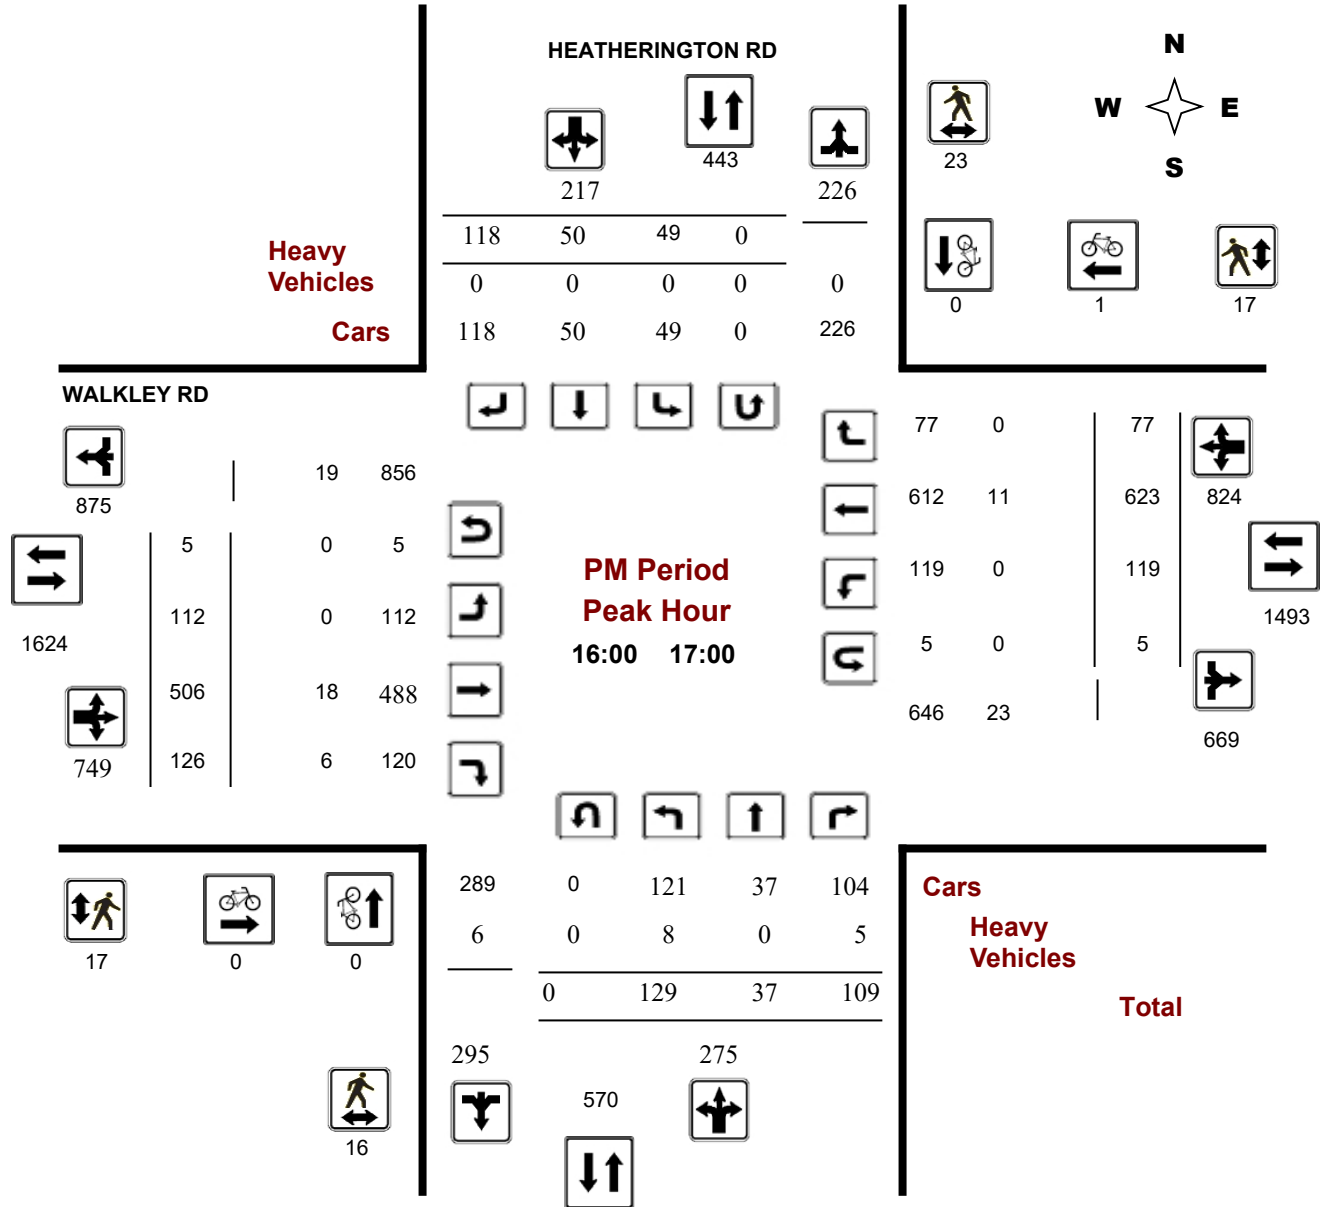 HEATHERINGTON RD
N
W E
S
443
23
217
226
118 50 49 0
Heavy
Vehicles
0 0 0 0 0
Cars
118 50 49 0 226
0 1 17
WALKLEY RD
77 0 77
19 856
875
612 11 623 824
5 0 5
PM Period
119 0 119
112 0 112
Peak Hour
1493
1624
16:00 17:00
5 0 5
506 18 488
646 23
669
749 126 6 120
289 0 121 37 104
Cars
6 0 8 0 5
Heavy
Vehicles
17 0 0
0 129 37 109
Total
295 275
570
16